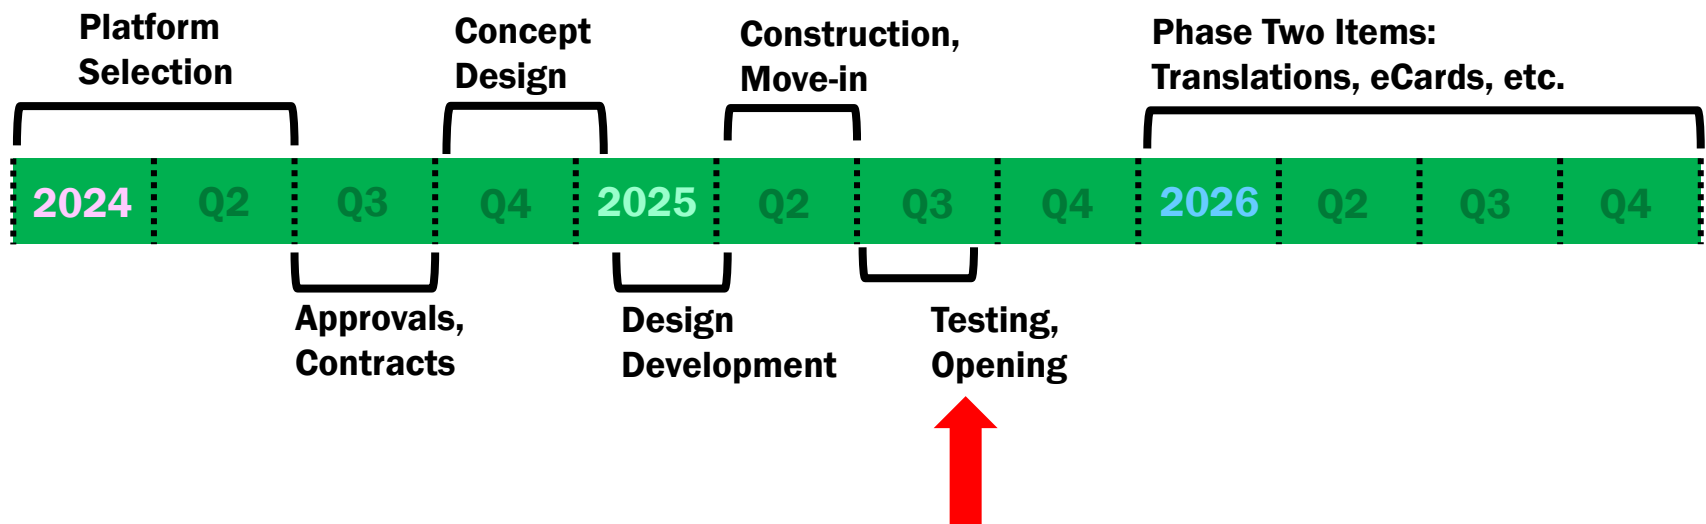 Platform
Selection
Concept
Design
Construction,
Move-in
Phase Two Items:
Translations, eCards, etc.
2024 Q2 Q3 Q4 2025 Q2 Q3 Q4 2026 Q2 Q3 Q4
Approvals,
Contracts
Design
Development
Testing,
Opening